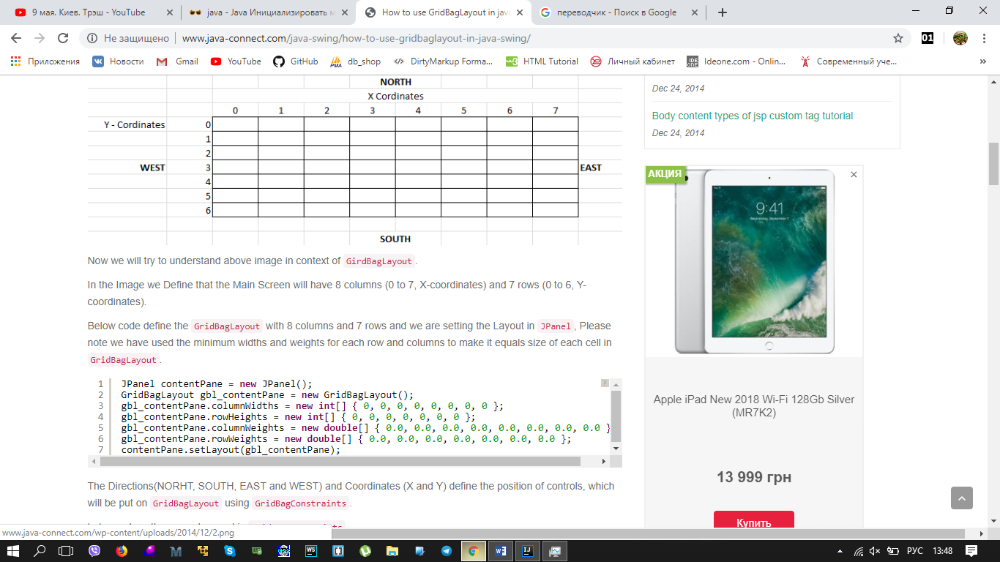 9 мая. Киев. Трэш - YouTube
java - Java Инициализировать м
How to use GridBagLayout in jav
переводчик - Поиск в Google
Не защищено
www.java-connect.com/java-swing/how-to-use-gridbaglayout-in-java-swing/
01
Приложения
Новости
Gmail
YouTube
GitHub
db_shop
DirtyMarkup Forma...
HTML Tutorial
Личный кабинет
Ideone.com - Onlin...
Современный уче...
NORTH
X Cordinates
0 1 2 3 4 5 6 7
Y - Cordinates 0
1
2
WEST 3 EAST
4
5
6
SOUTH
Now we will try to understand above image in context of GirdBagLayout.
In the Image we Define that the Main Screen will have 8 columns (0 to 7, X-coordinates) and 7 rows (0 to 6, Y-
coordinates).
Below code define the GridBagLayout with 8 columns and 7 rows and we are setting the Layout in JPanel, Please
note we have used the minimum widths and weights for each row and columns to make it equals size of each cell in
GridBagLayout.
1 JPanel contentPane = new JPanel();
2 GridBagLayout gbl_contentPane = new GridBagLayout();
3 gbl_contentPane.columnWidths = new int[] { 0, 0, 0, 0, 0, 0, 0, 0 };
4 gbl_contentPane.rowHeights = new int[] { 0, 0, 0, 0, 0, 0, 0 };
5 gbl_contentPane.columnWeights = new double[] { 0.0, 0.0, 0.0, 0.0, 0.0, 0.0, 0.0, 0.0 }
6 gbl_contentPane.rowWeights = new double[] { 0.0, 0.0, 0.0, 0.0, 0.0, 0.0, 0.0 };
7 contentPane.setLayout(gbl_contentPane);
The Directions(NORHT, SOUTH, EAST and WEST) and Coordinates (X and Y) define the position of controls, which
will be put on GridBagLayout using GridBagConstraints.
www.java-connect.com/wp-content/uploads/2014/12/2.png
Dec 24, 2014
Body content types of jsp custom tag tutorial
Dec 24, 2014
АКЦИЯ
9:41
Apple iPad New 2018 Wi-Fi 128Gb Silver
(MR7K2)
13 999 грн
Купить
РУС
13:48